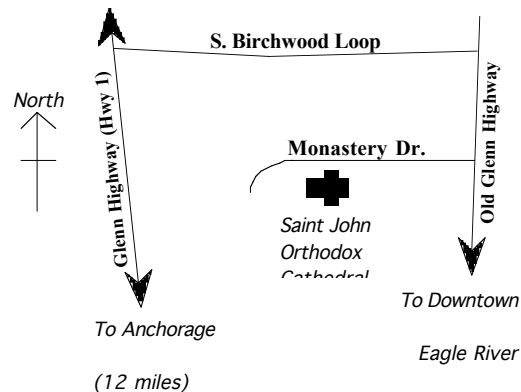 S. Birchwood Loop
North
Glenn Highway (Hwy 1)
Old Glenn Highway
Monastery Dr.
Saint John
Orthodox
Cathedral
To Anchorage
(12 miles)
To Downtown
Eagle River